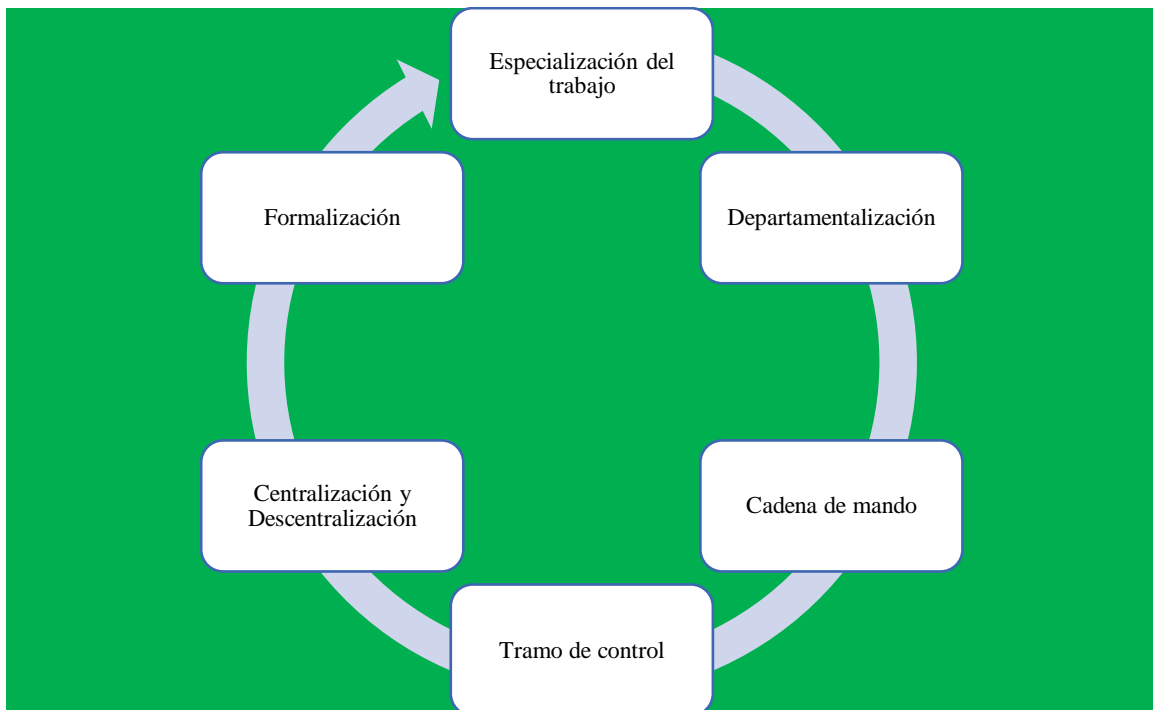 Especialización del
trabajo
Departamentalización
Cadena de mando
Tramo de control
Centralización y
Descentralización
Formalización